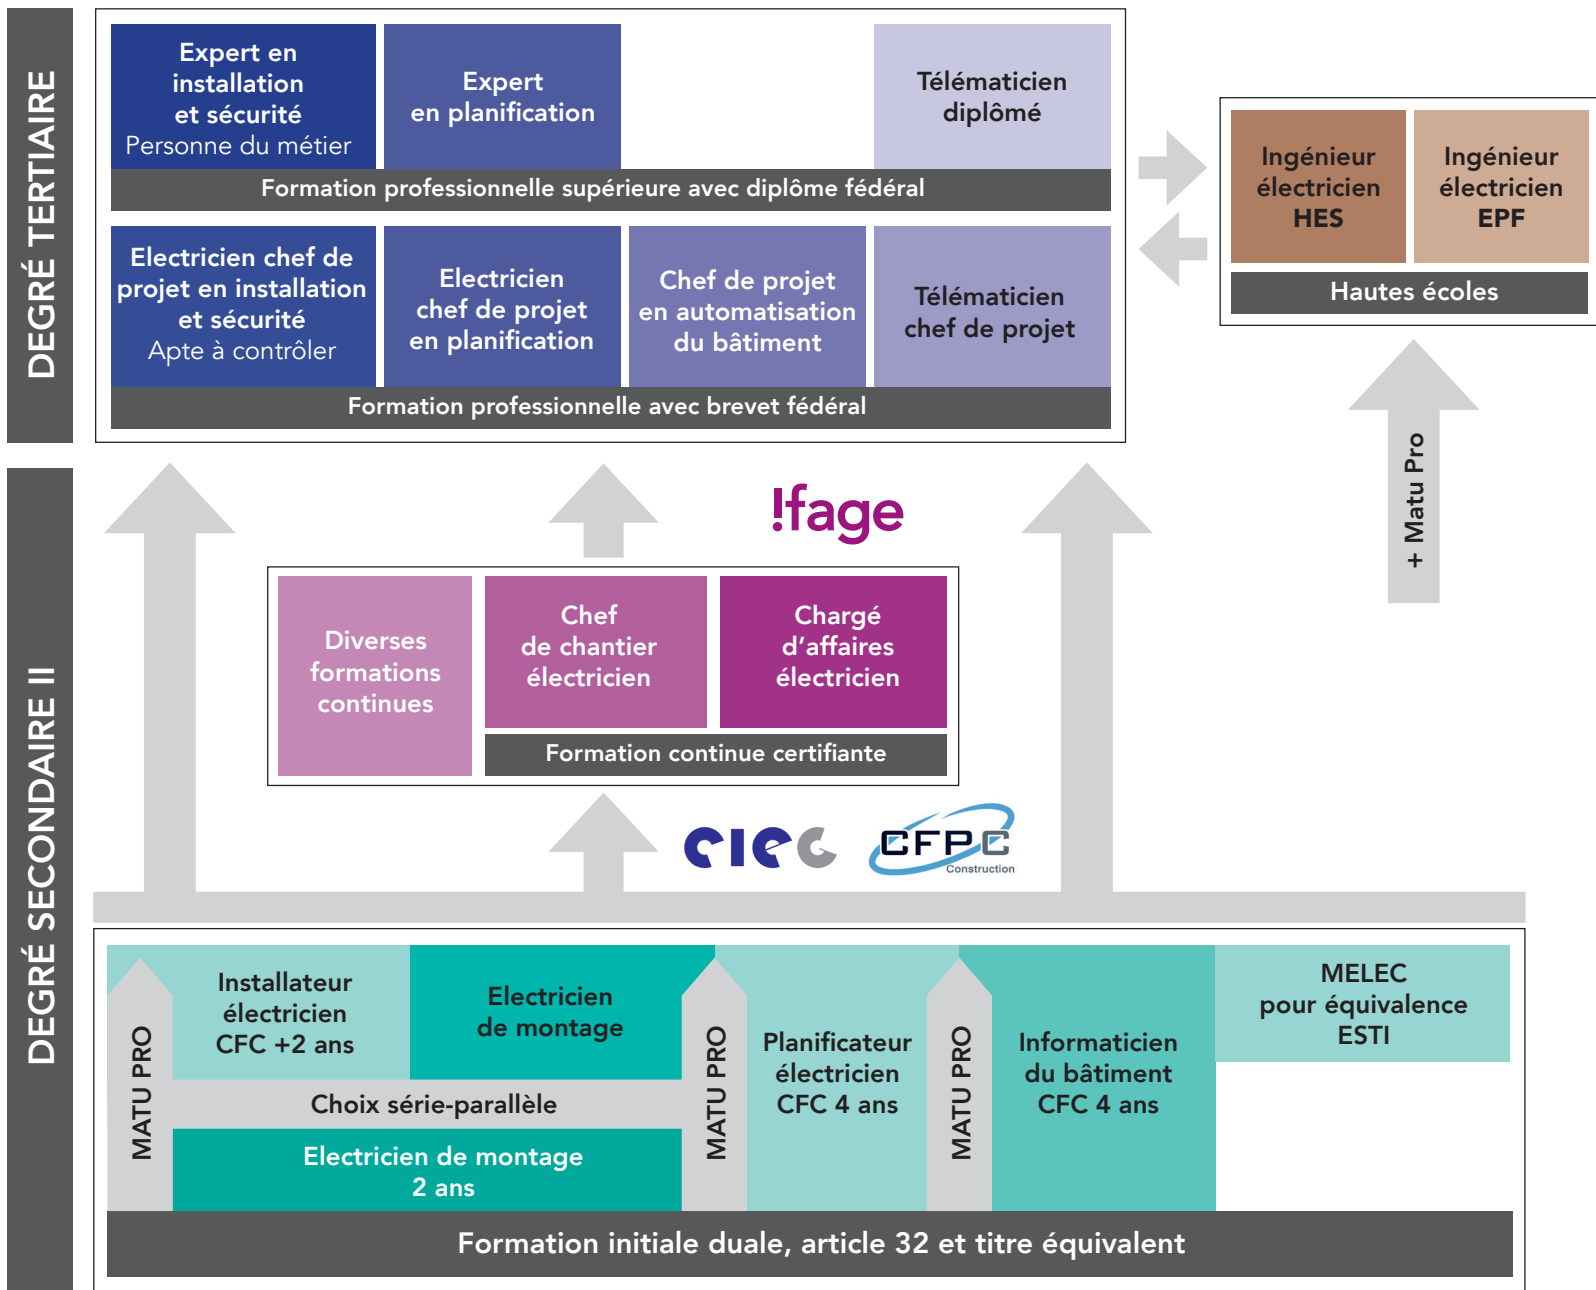 DEGRÉ TERTIAIRE
Expert en
installation
et sécurité
Personne du métier
Expert
en planification
Télématicien
diplômé
Formation professionnelle supérieure avec diplôme fédéral
Electricien chef de
projet en installation
et sécurité
Apte à contrôler
Electricien
chef de projet
en planification
Chef de projet
en automatisation
du bâtiment
Télématicien
chef de projet
Formation professionnelle avec brevet fédéral
Ingénieur
électricien
HES
Ingénieur
électricien
EPF
Hautes écoles
+ Matu Pro
DEGRÉ SECONDAIRE II
!fage
Diverses
formations
continues
Chef
de chantier
électricien
Chargé
d’affaires
électricien
Formation continue certifiante
CIEG
CFPC
Construction
MATU PRO
Installateur
électricien
CFC +2 ans
Electricien
de montage
Choix série-parallèle
Electricien de montage
2 ans
MATU PRO
Planificateur
électricien
CFC 4 ans
MATU PRO
Informaticien
du bâtiment
CFC 4 ans
MELEC
pour équivalence
ESTI
Formation initiale duale, article 32 et titre équivalent